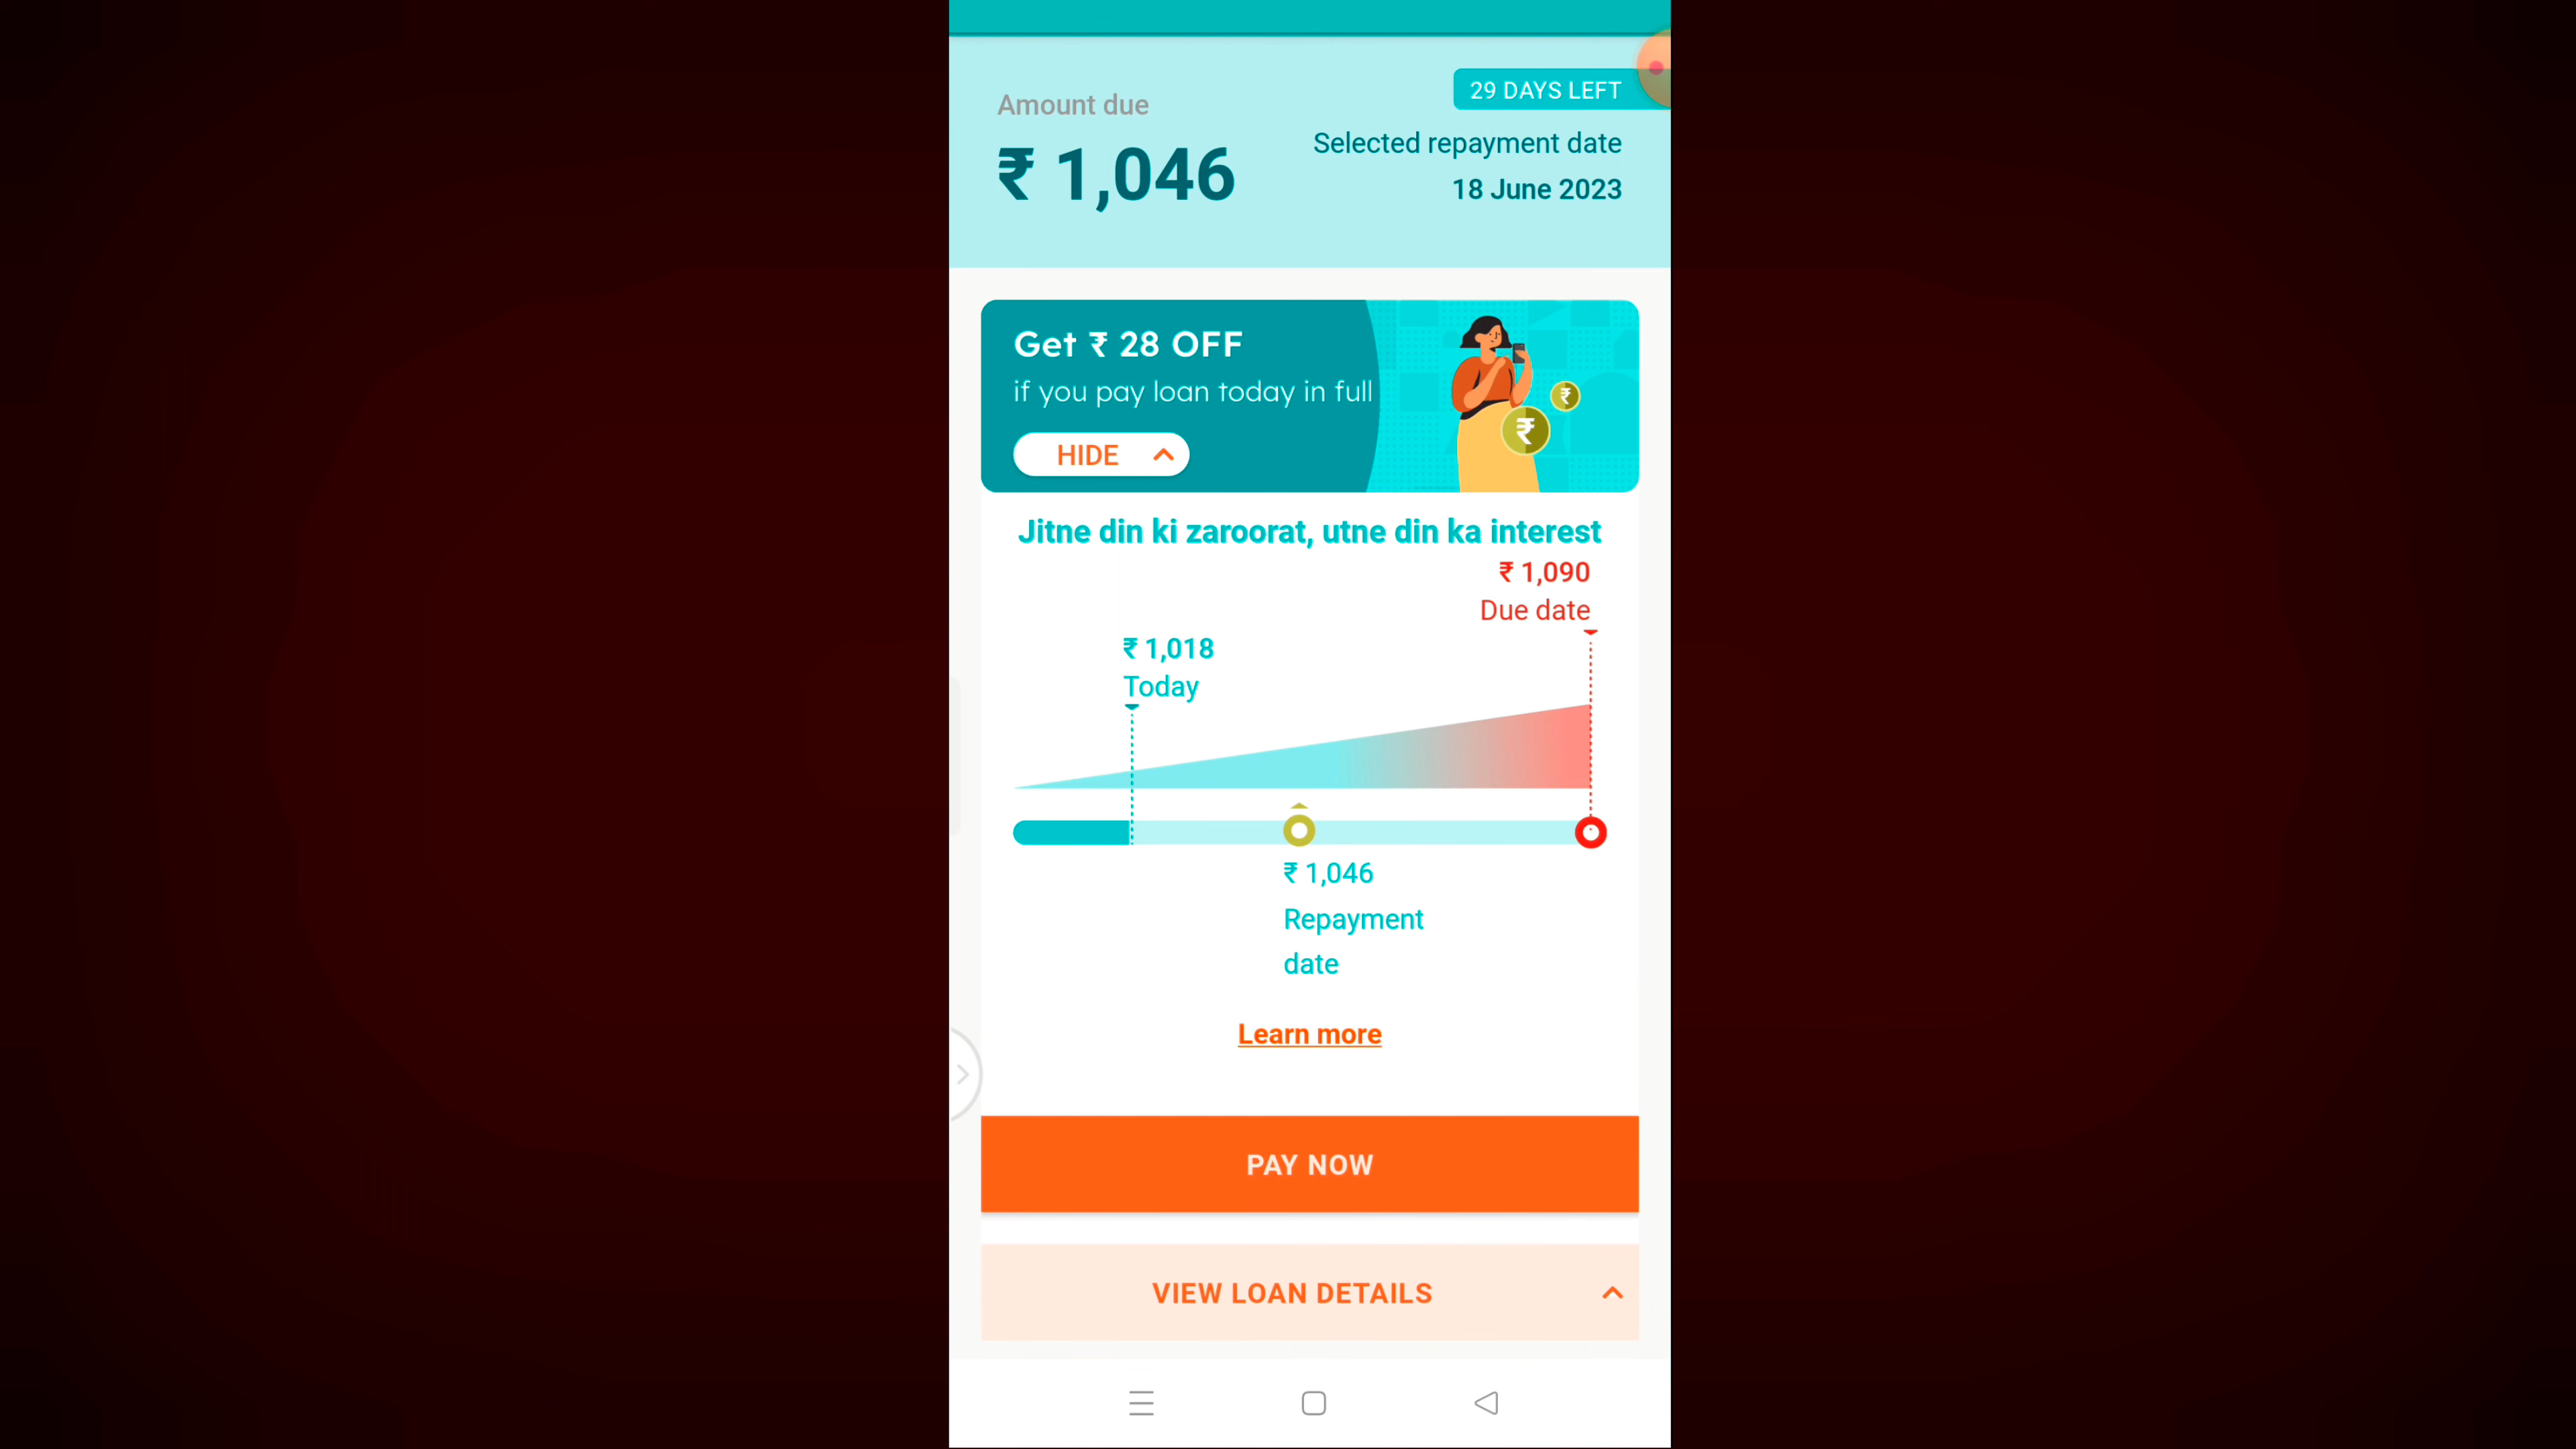 29 DAYS LEFT
Amount due
₹ 1,046
Selected repayment date
18 June 2023
Get ₹ 28 OFF
if you pay loan today in full
HIDE
₹
₹
Jitne din ki zaroorat, utne din ka interest
₹ 1,090
Due date
₹ 1,018
Today
₹ 1,046
Repayment
date
Learn more
PAY NOW
VIEW LOAN DETAILS